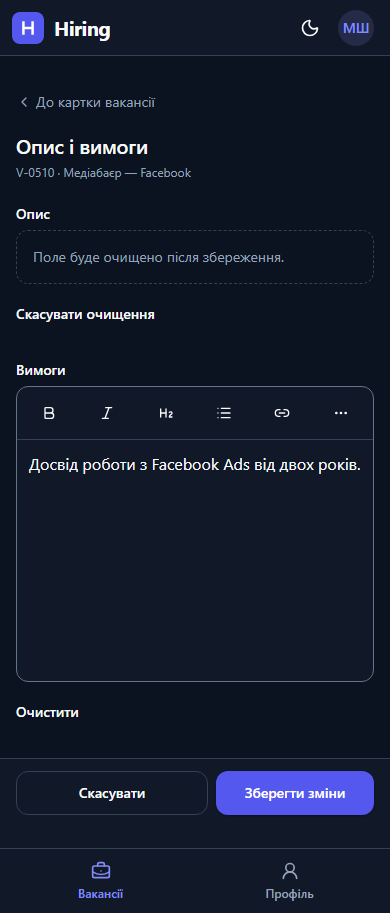 H Hiring
МШ
До картки вакансії
Опис і вимоги
V-0510 · Медіабаєр — Facebook
Опис
Поле буде очищено після збереження.
Скасувати очищення
Вимоги
B I H2
Досвід роботи з Facebook Ads від двох років.
Очистити
Скасувати Зберегти зміни
Вакансії Профіль